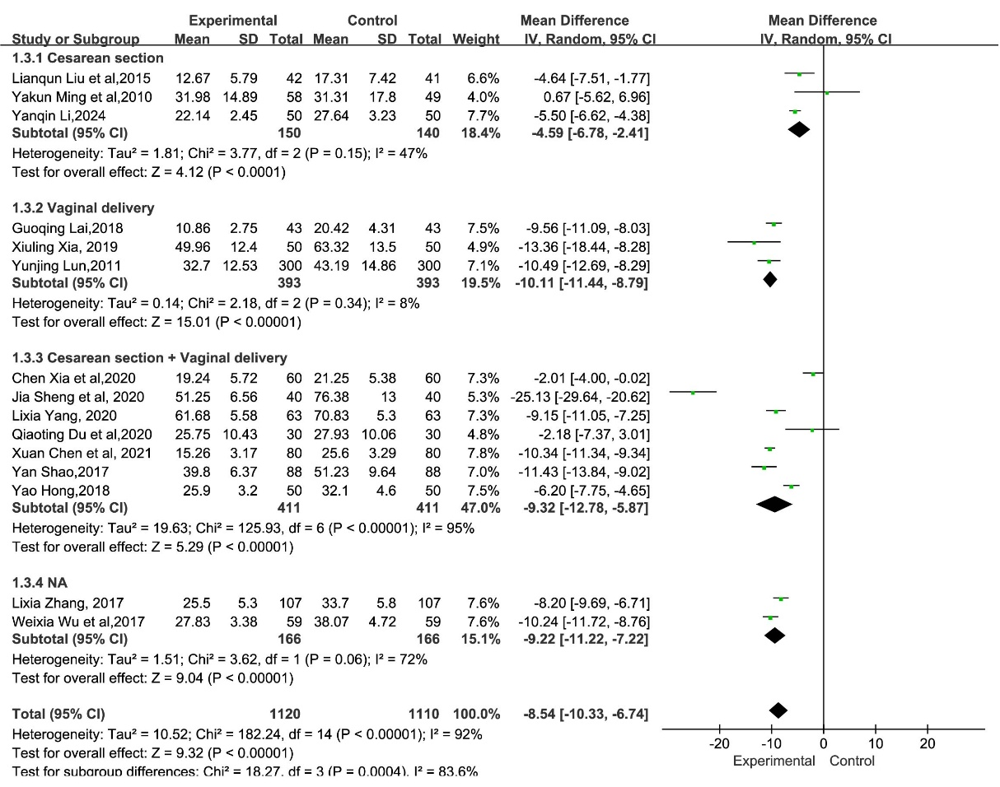 Experimental Control Mean Difference Mean Difference
Study or Subgroup Mean SD Total Mean SD Total Weight IV, Random, 95% CI IV, Random, 95% CI
1.3.1 Cesarean section
Lianqun Liu et al,2015 12.67 5.79 42 17.31 7.42 41 6.6% -4.64 [-7.51, -1.77]
Yakun Ming et al,2010 31.98 14.89 58 31.31 17.8 49 4.0% 0.67 [-5.62, 6.96]
Yanqin Li,2024 22.14 2.45 50 27.64 3.23 50 7.7% -5.50 [-6.62, -4.38]
Subtotal (95% CI) 150 140 18.4% -4.59 [-6.78, -2.41]
Heterogeneity: Tau² = 1.81; Chi² = 3.77, df = 2 (P = 0.15); I² = 47%
Test for overall effect: Z = 4.12 (P < 0.0001)
1.3.2 Vaginal delivery
Guoqing Lai,2018 10.86 2.75 43 20.42 4.31 43 7.5% -9.56 [-11.09, -8.03]
Xiuling Xia, 2019 49.96 12.4 50 63.32 13.5 50 4.9% -13.36 [-18.44, -8.28]
Yunjing Lun,2011 32.7 12.53 300 43.19 14.86 300 7.1% -10.49 [-12.69, -8.29]
Subtotal (95% CI) 393 393 19.5% -10.11 [-11.44, -8.79]
Heterogeneity: Tau² = 0.14; Chi² = 2.18, df = 2 (P = 0.34); I² = 8%
Test for overall effect: Z = 15.01 (P < 0.00001)
1.3.3 Cesarean section + Vaginal delivery
Chen Xia et al,2020 19.24 5.72 60 21.25 5.38 60 7.3% -2.01 [-4.00, -0.02]
Jia Sheng et al, 2020 51.25 6.56 40 76.38 13 40 5.3% -25.13 [-29.64, -20.62]
Lixia Yang, 2020 61.68 5.58 63 70.83 5.3 63 7.3% -9.15 [-11.05, -7.25]
Qiaoting Du et al,2020 25.75 10.43 30 27.93 10.06 30 4.8% -2.18 [-7.37, 3.01]
Xuan Chen et al, 2021 15.26 3.17 80 25.6 3.29 80 7.8% -10.34 [-11.34, -9.34]
Yan Shao,2017 39.8 6.37 88 51.23 9.64 88 7.0% -11.43 [-13.84, -9.02]
Yao Hong,2018 25.9 3.2 50 32.1 4.6 50 7.5% -6.20 [-7.75, -4.65]
Subtotal (95% CI) 411 411 47.0% -9.32 [-12.78, -5.87]
Heterogeneity: Tau² = 19.63; Chi² = 125.93, df = 6 (P < 0.00001); I² = 95%
Test for overall effect: Z = 5.29 (P < 0.00001)
1.3.4 NA
Lixia Zhang, 2017 25.5 5.3 107 33.7 5.8 107 7.6% -8.20 [-9.69, -6.71]
Weixia Wu et al,2017 27.83 3.38 59 38.07 4.72 59 7.6% -10.24 [-11.72, -8.76]
Subtotal (95% CI) 166 166 15.1% -9.22 [-11.22, -7.22]
Heterogeneity: Tau² = 1.51; Chi² = 3.62, df = 1 (P = 0.06); I² = 72%
Test for overall effect: Z = 9.04 (P < 0.00001)
Total (95% CI) 1120 1110 100.0% -8.54 [-10.33, -6.74]
Heterogeneity: Tau² = 10.52; Chi² = 182.24, df = 14 (P < 0.00001); I² = 92%
Test for overall effect: Z = 9.32 (P < 0.00001)
Test for subgroup differences: Chi² = 18.27, df = 3 (P = 0.0004), I² = 83.6%
-20 -10 0 10 20
Experimental Control